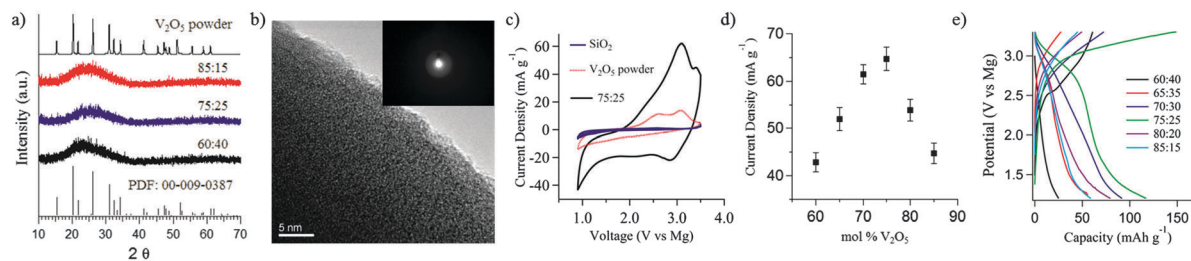 a)
V₂O₅ powder
85:15
75:25
60:40
PDF: 00-009-0387
Intensity (a.u.)
10 20 30 40 50 60 70
2 θ
b)
5 nm
c)
SiO₂
V₂O₅ powder
75:25
Current Density (mA g⁻¹)
60
40
20
0
-20
-40
1.0 2.0 3.0 4.0
Voltage (V vs Mg)
d)
Current Density (mA g⁻¹)
70
60
50
40
60 70 80 90
mol % V₂O₅
e)
Potential (V vs Mg)
3.0
2.5
2.0
1.5
60:40
65:35
70:30
75:25
80:20
85:15
0 50 100 150
Capacity (mAh g⁻¹)